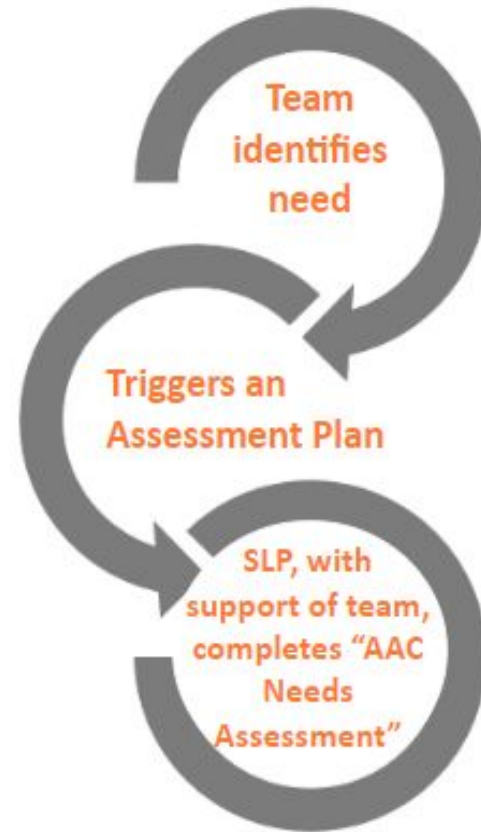 Team
identifies
need
Triggers an
Assessment Plan
SLP, with
support of team,
completes “AAC
Needs
Assessment”